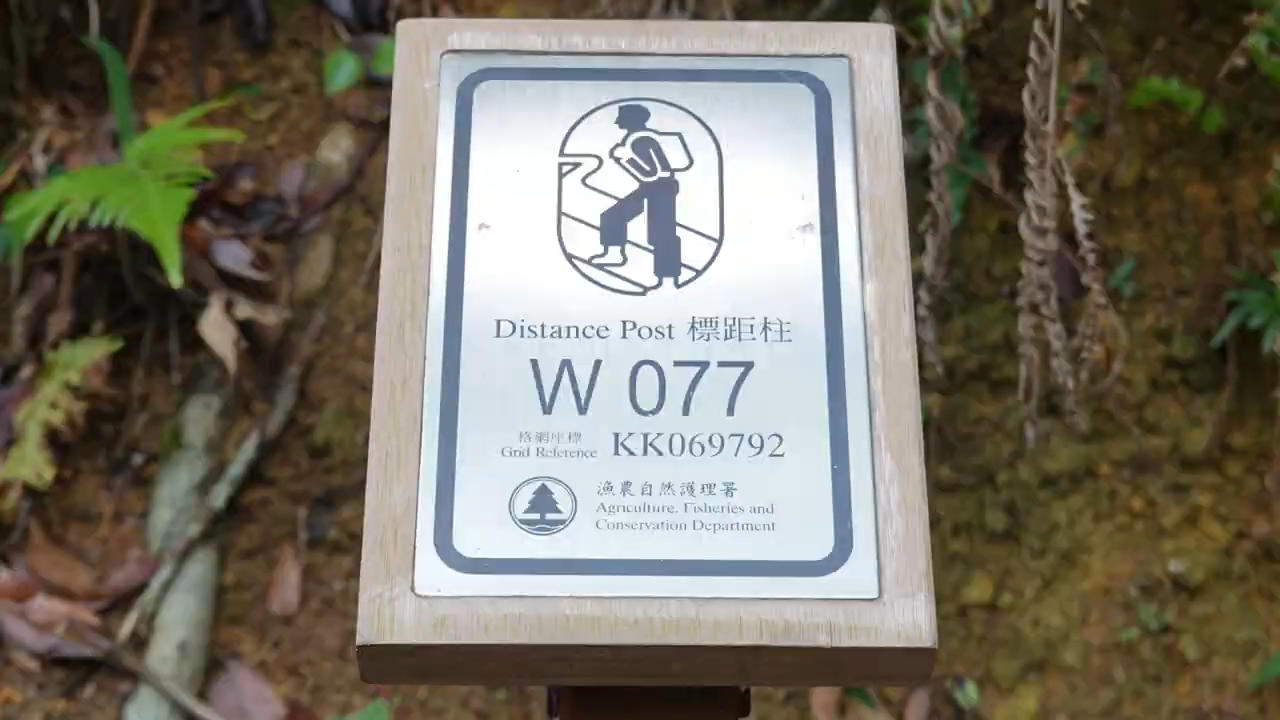 Distance Post 標距柱
W 077
格網座標
Grid Reference KK069792
漁農自然護理署
Agriculture, Fisheries and
Conservation Department